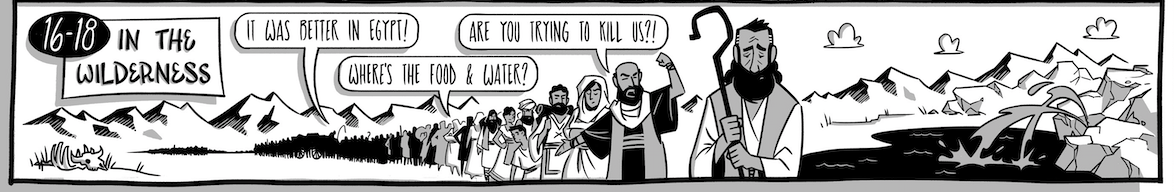 16-18
IN THE
WILDERNESS
IT WAS BETTER IN EGYPT!
WHERE'S THE FOOD & WATER?
ARE YOU TRYING TO KILL US?!